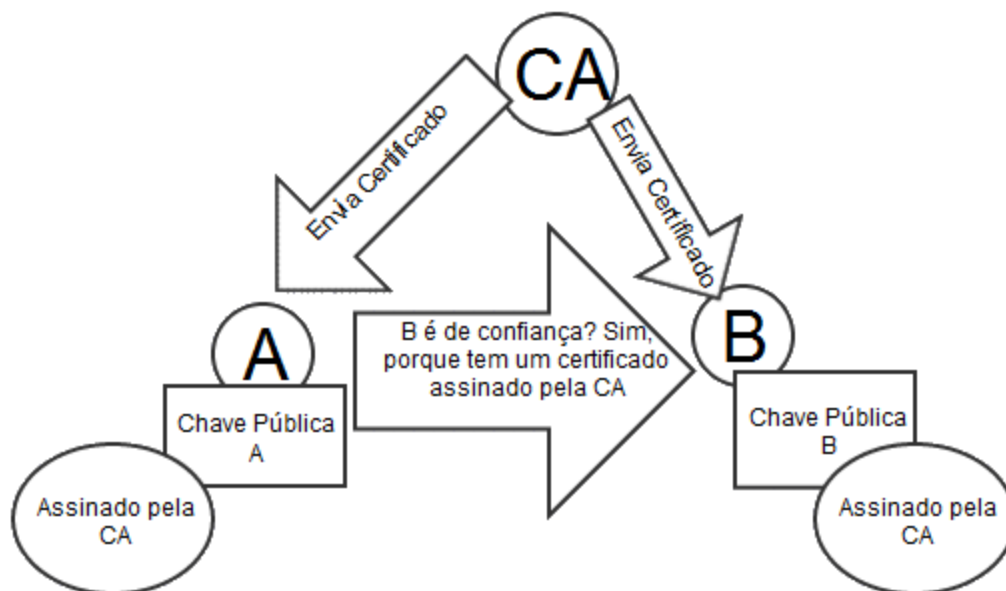 CA
Envia Certificado
Envia Certificado
A
B é de confiança? Sim,
porque tem um certificado
assinado pela CA
B
Chave Pública
A
Chave Pública
B
Assinado pela
CA
Assinado pela
CA